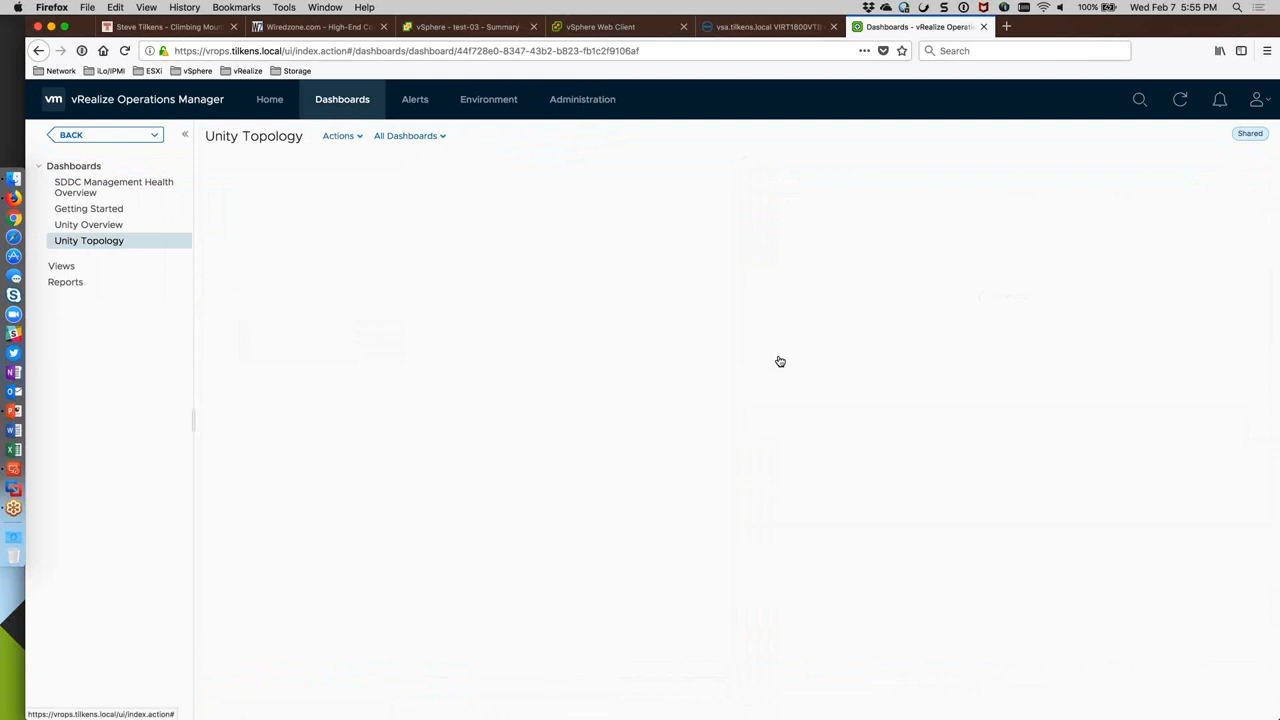 Firefox File Edit View History Bookmarks Tools Window Help 100% Wed Feb 7 5:55 PM
Steve Tilkens – Climbing Moun Wiredzone.com - High-End Co vSphere - test-03 - Summary vSphere Web Client vsa.tilkens.local VIRT1800VTB Dashboards - vRealize Operati
https://vrops.tilkens.local/ui/index.action#/dashboards/dashboard/44f728e0-8347-43b2-b823-fb1c2f9106af Search
Network iLo/IPMI ESXi vSphere vRealize Storage
vm vRealize Operations Manager Home Dashboards Alerts Environment Administration
BACK Unity Topology Actions All Dashboards Shared
Dashboards
SDDC Management Health
Overview
Getting Started
Unity Overview
Unity Topology
Views
Reports
https://vrops.tilkens.local/ui/index.action#